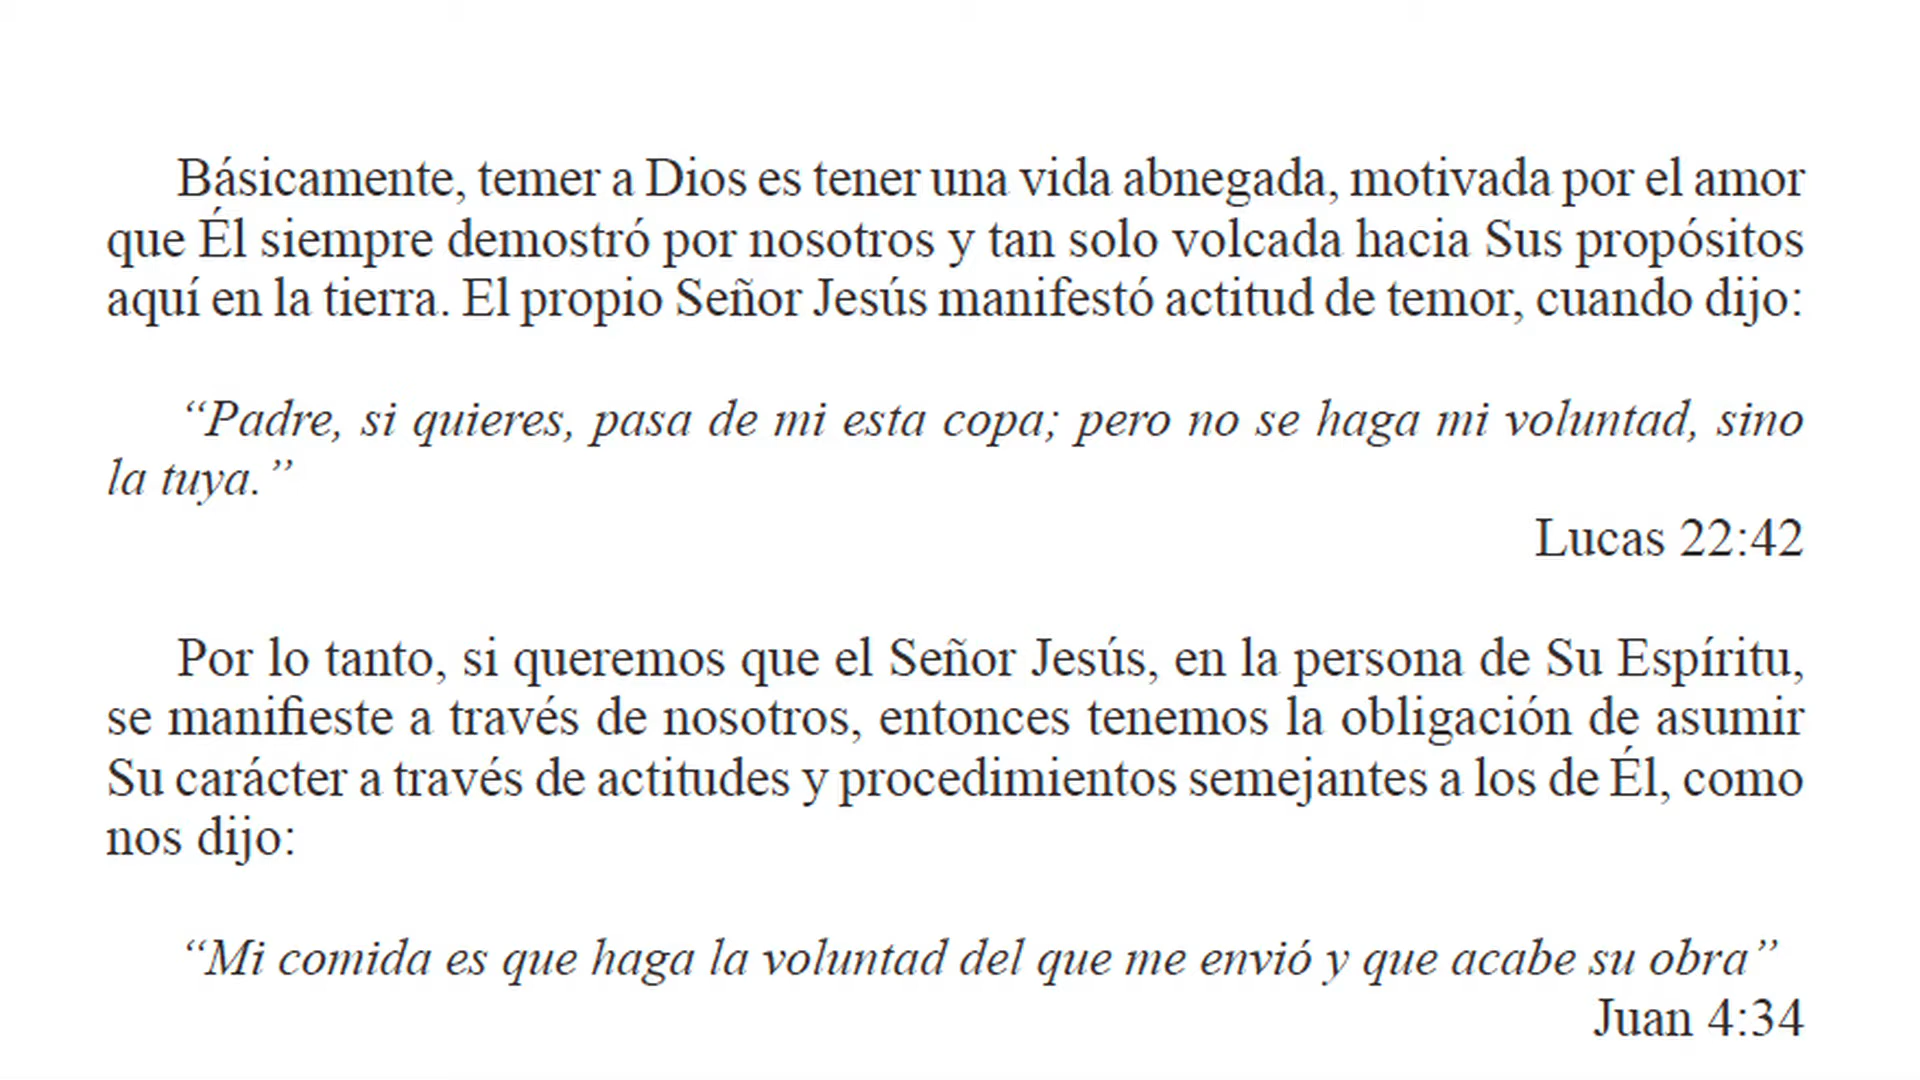 Básicamente, temer a Dios es tener una vida abnegada, motivada por el amor
que Él siempre demostró por nosotros y tan solo volcada hacia Sus propósitos
aquí en la tierra. El propio Señor Jesús manifestó actitud de temor, cuando dijo:
“Padre, si quieres, pasa de mi esta copa; pero no se haga mi voluntad, sino
la tuya.”
Lucas 22:42
Por lo tanto, si queremos que el Señor Jesús, en la persona de Su Espíritu,
se manifieste a través de nosotros, entonces tenemos la obligación de asumir
Su carácter a través de actitudes y procedimientos semejantes a los de Él, como
nos dijo:
“Mi comida es que haga la voluntad del que me envió y que acabe su obra”
Juan 4:34